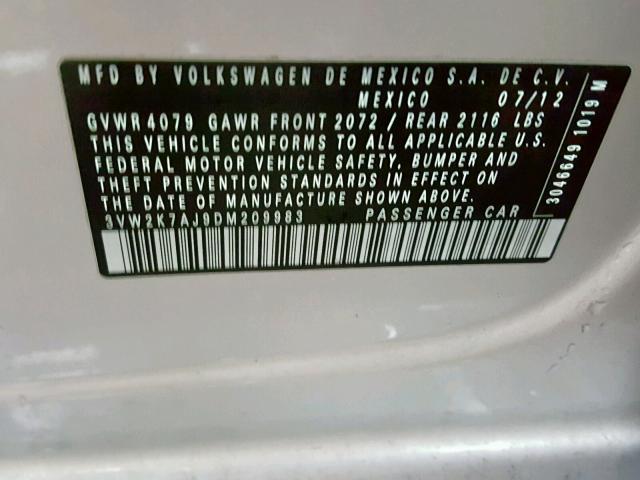 MFD BY VOLKSWAGEN DE MEXICO S.A. DE C.V.
MEXICO 07/12
GVWR 4079 GAWR FRONT 2072 / REAR 2116 LBS
THIS VEHICLE CONFORMS TO ALL APPLICABLE U.S.
FEDERAL MOTOR VEHICLE SAFETY, BUMPER AND
THEFT PREVENTION STANDARDS IN EFFECT ON
THE DATE OF MANUFACTURE SHOWN ABOVE.
3VW2K7AJ9DM209983 PASSENGER CAR
3046649 1019 M